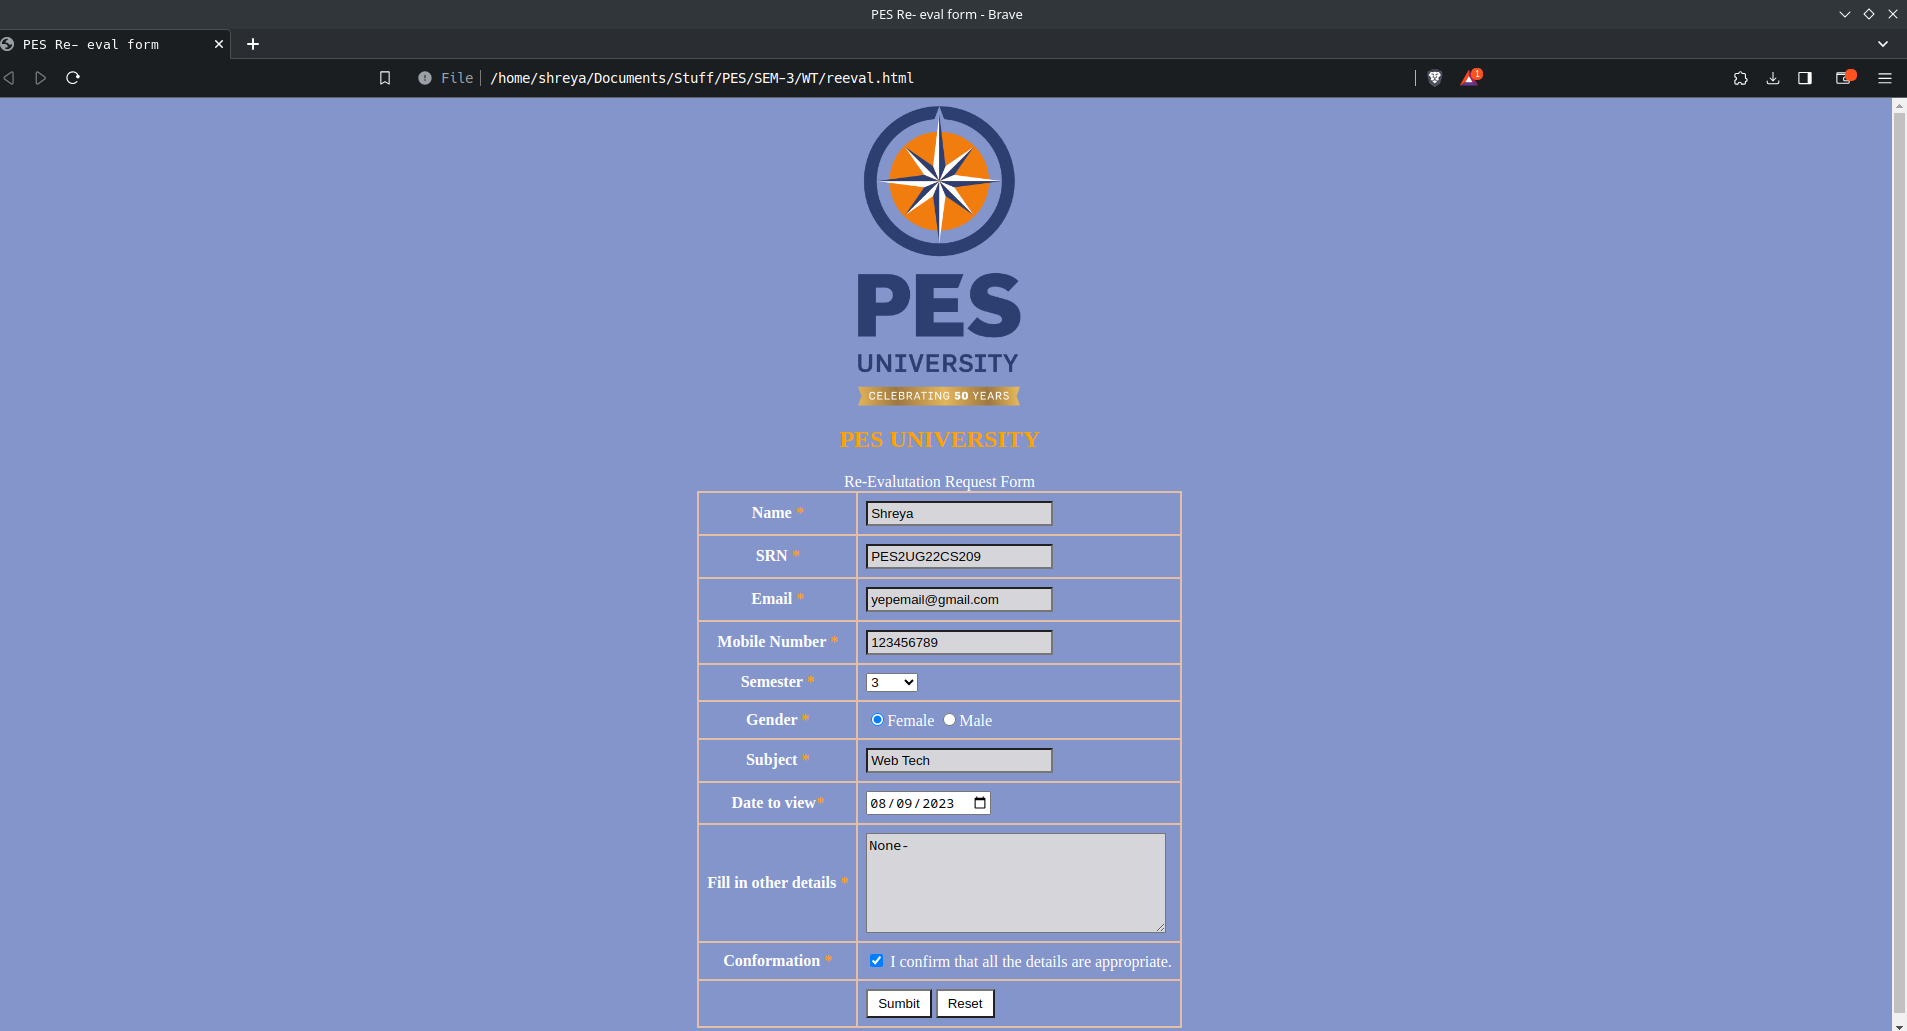 PES Re- eval form - Brave
PES Re- eval form
File /home/shreya/Documents/Stuff/PES/SEM-3/WT/reeval.html
1
PES
UNIVERSITY
CELEBRATING 50 YEARS
PES UNIVERSITY
Re-Evalutation Request Form
Name * Shreya
SRN * PES2UG22CS209
Email * yepemail@gmail.com
Mobile Number * 123456789
Semester * 3
Gender * Female Male
Subject * Web Tech
Date to view* 08/09/2023
Fill in other details * None-
Conformation * I confirm that all the details are appropriate.
Sumbit Reset